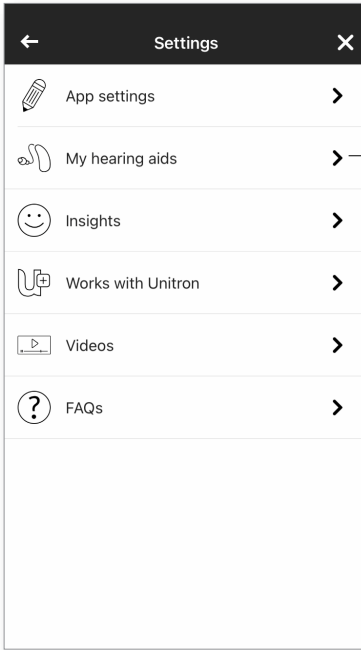 Settings
App settings
My hearing aids
Insights
Works with Unitron
Videos
?
FAQs